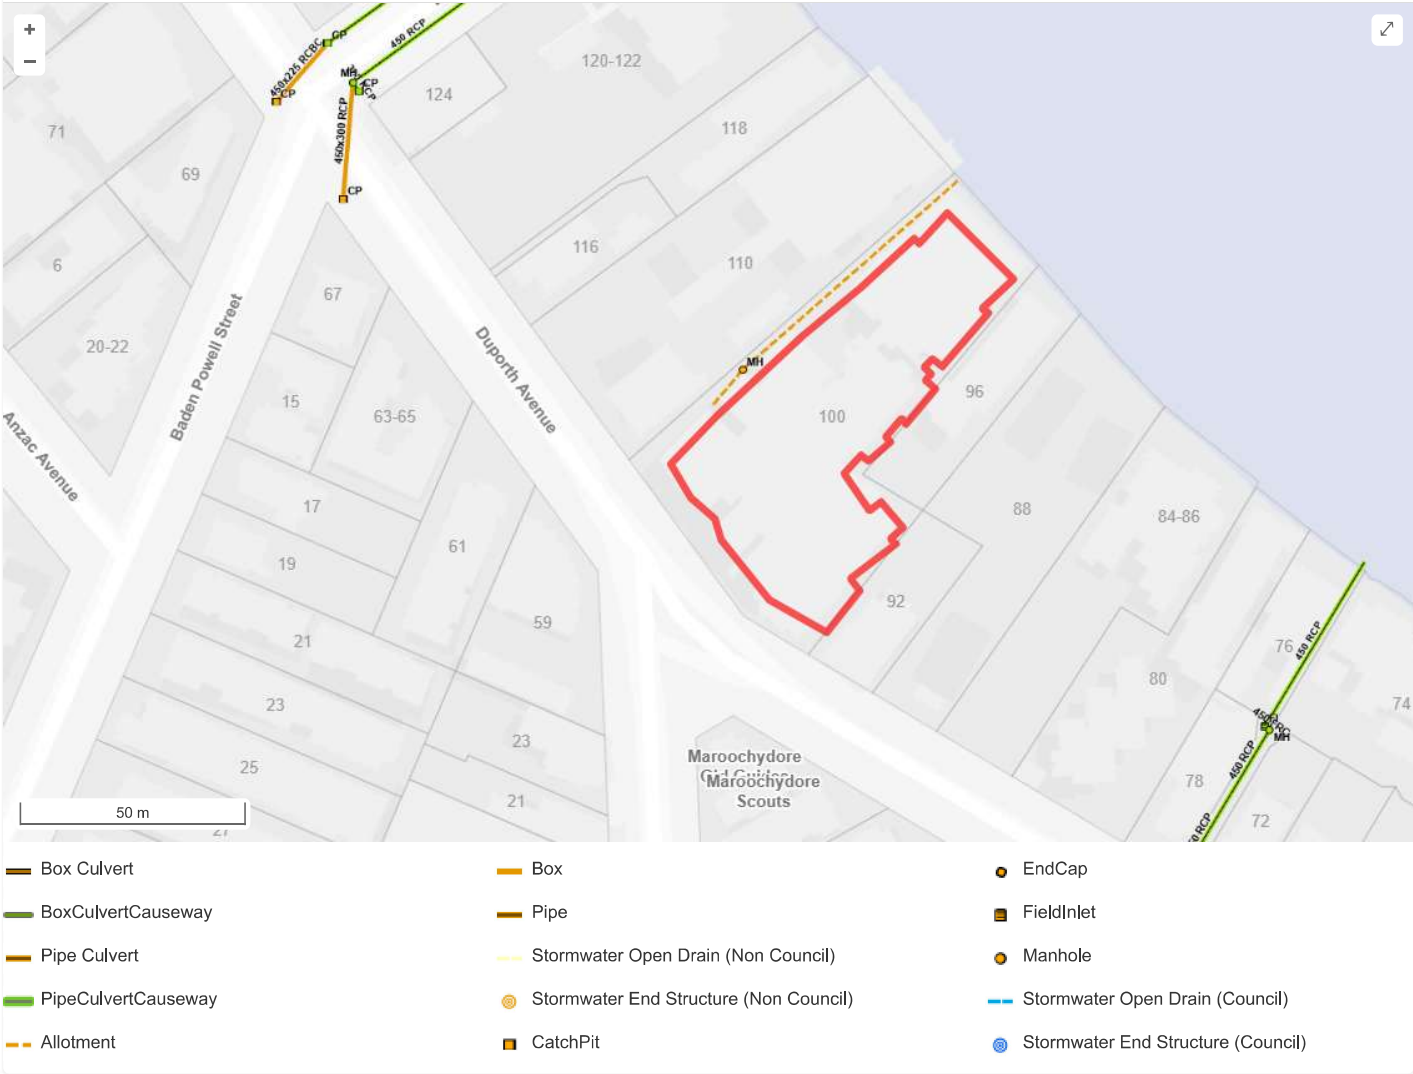 +
−
450 RCP
CP
450x225 RCBC
MH
CP
CP
CP
120-122
124
71
118
450x300 RCP
69
CP
116
6
110
67
20-22
Baden Powell Street
Duporth Avenue
MH
15
63-65
100
96
Anzac Avenue
17
88
84-86
61
19
92
59
21
76
450 RCP
80
23
74
23
MH
Maroochydore
Maroochydore
Scouts
450 RCP
25
78
21
50 m
72
27
Box Culvert
Box
EndCap
BoxCulvertCauseway
Pipe
FieldInlet
Pipe Culvert
Stormwater Open Drain (Non Council)
Manhole
PipeCulvertCauseway
Stormwater End Structure (Non Council)
Stormwater Open Drain (Council)
Allotment
CatchPit
Stormwater End Structure (Council)